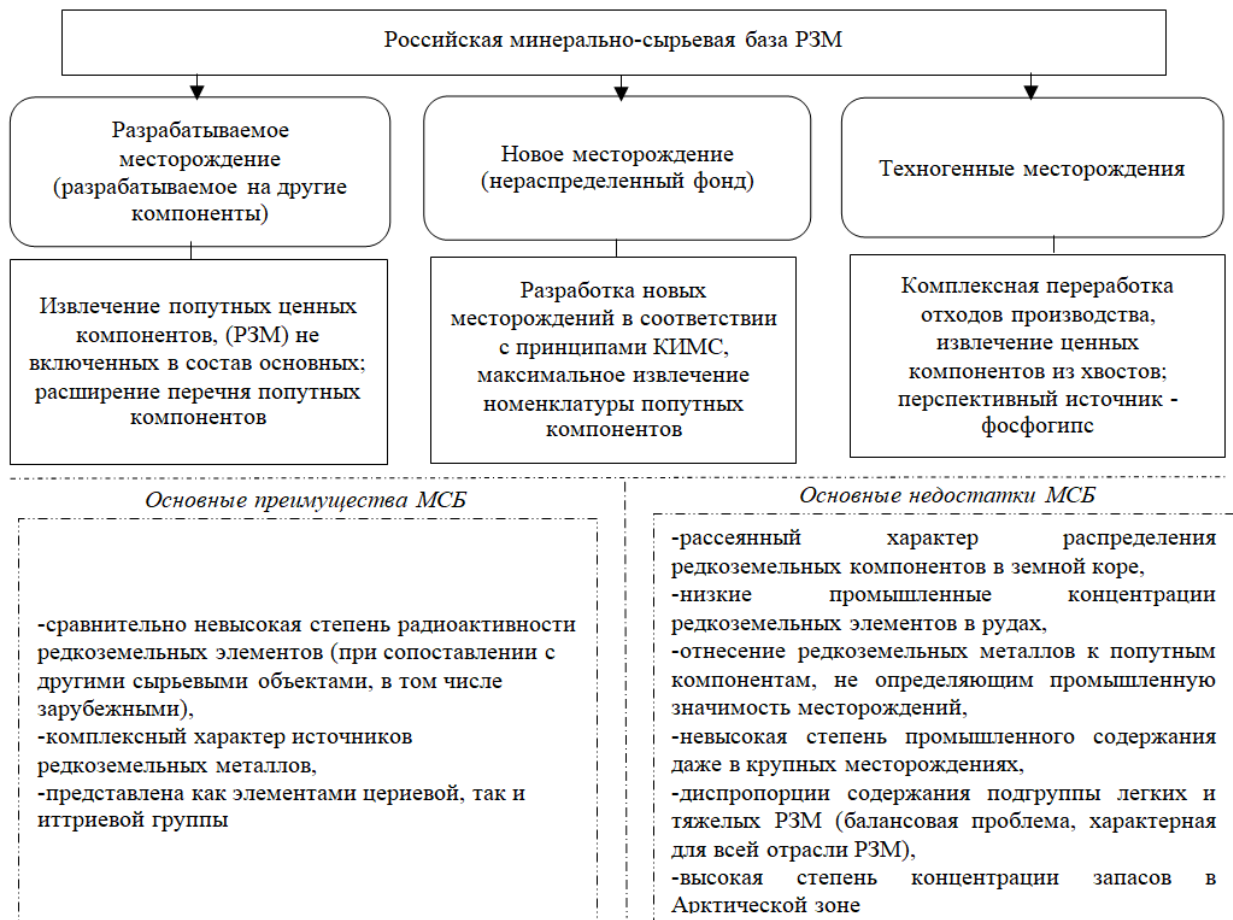 Российская минерально-сырьевая база РЗМ
Разрабатываемое
месторождение
(разрабатываемое на другие
компоненты)
Новое месторождение
(нераспределенный фонд)
Техногенные месторождения
Извлечение попутных ценных
компонентов, (РЗМ) не
включенных в состав основных;
расширение перечня попутных
компонентов
Разработка новых
месторождений в соответствии
с принципами КИМС,
максимальное извлечение
номенклатуры попутных
компонентов
Комплексная переработка
отходов производства,
извлечение ценных
компонентов из хвостов;
перспективный источник -
фосфогипс
Основные преимущества МСБ
-сравнительно невысокая степень радиоактивности
редкоземельных элементов (при сопоставлении с
другими сырьевыми объектами, в том числе
зарубежными),
-комплексный характер источников
редкоземельных металлов,
-представлена как элементами цериевой, так и
иттриевой группы
Основные недостатки МСБ
-рассеянный характер распределения
редкоземельных компонентов в земной коре,
-низкие промышленные концентрации
редкоземельных элементов в рудах,
-отнесение редкоземельных металлов к попутным
компонентам, не определяющим промышленную
значимость месторождений,
-невысокая степень промышленного содержания
даже в крупных месторождениях,
-диспропорции содержания подгруппы легких и
тяжелых РЗМ (балансовая проблема, характерная
для всей отрасли РЗМ),
-высокая степень концентрации запасов в
Арктической зоне